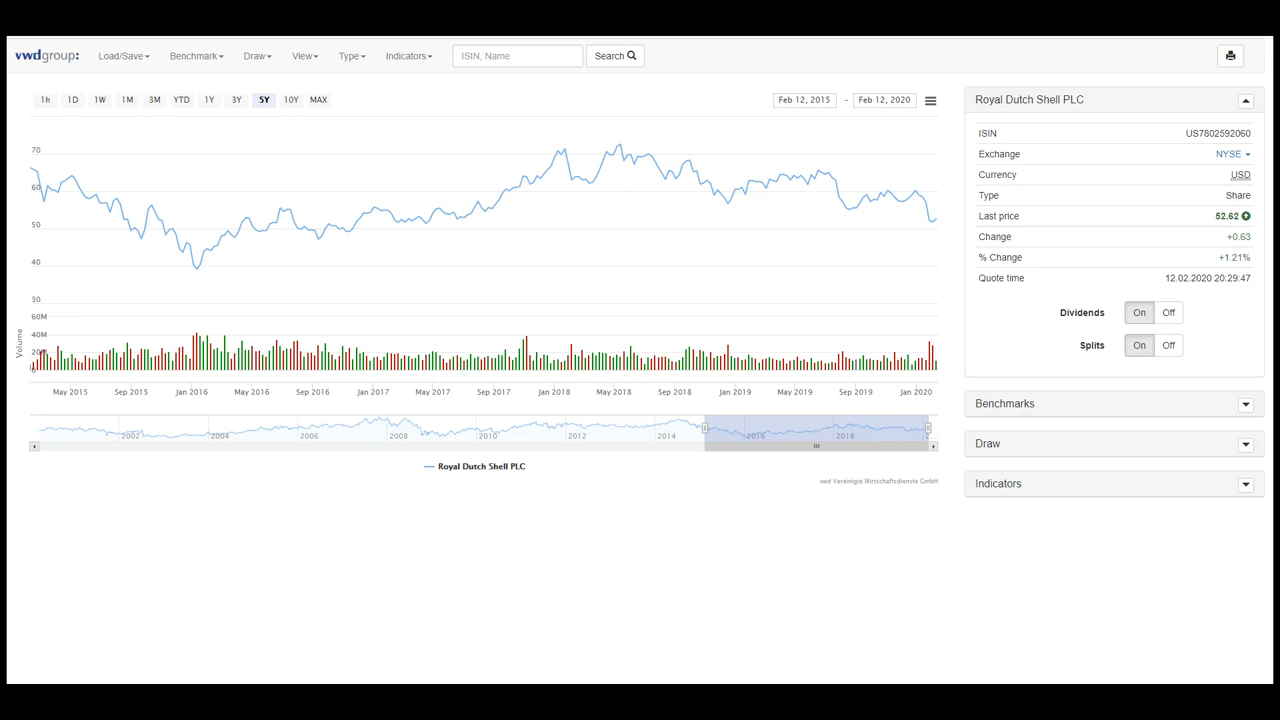 vwdgroup: Load/Save Benchmark Draw View Type Indicators ISIN, Name Search
1h 1D 1W 1M 3M YTD 1Y 3Y 5Y 10Y MAX Feb 12, 2015 - Feb 12, 2020
70
60
50
40
30
60M
40M
20M
0
Volume
May 2015 Sep 2015 Jan 2016 May 2016 Sep 2016 Jan 2017 May 2017 Sep 2017 Jan 2018 May 2018 Sep 2018 Jan 2019 May 2019 Sep 2019 Jan 2020
2002 2004 2006 2008 2010 2012 2014 2016 2018
Royal Dutch Shell PLC
vwd Vereinigte Wirtschaftsdienste GmbH
Royal Dutch Shell PLC
ISIN US7802592060
Exchange NYSE
Currency USD
Type Share
Last price 52.62
Change +0.63
% Change +1.21%
Quote time 12.02.2020 20:29:47
Dividends On Off
Splits On Off
Benchmarks
Draw
Indicators